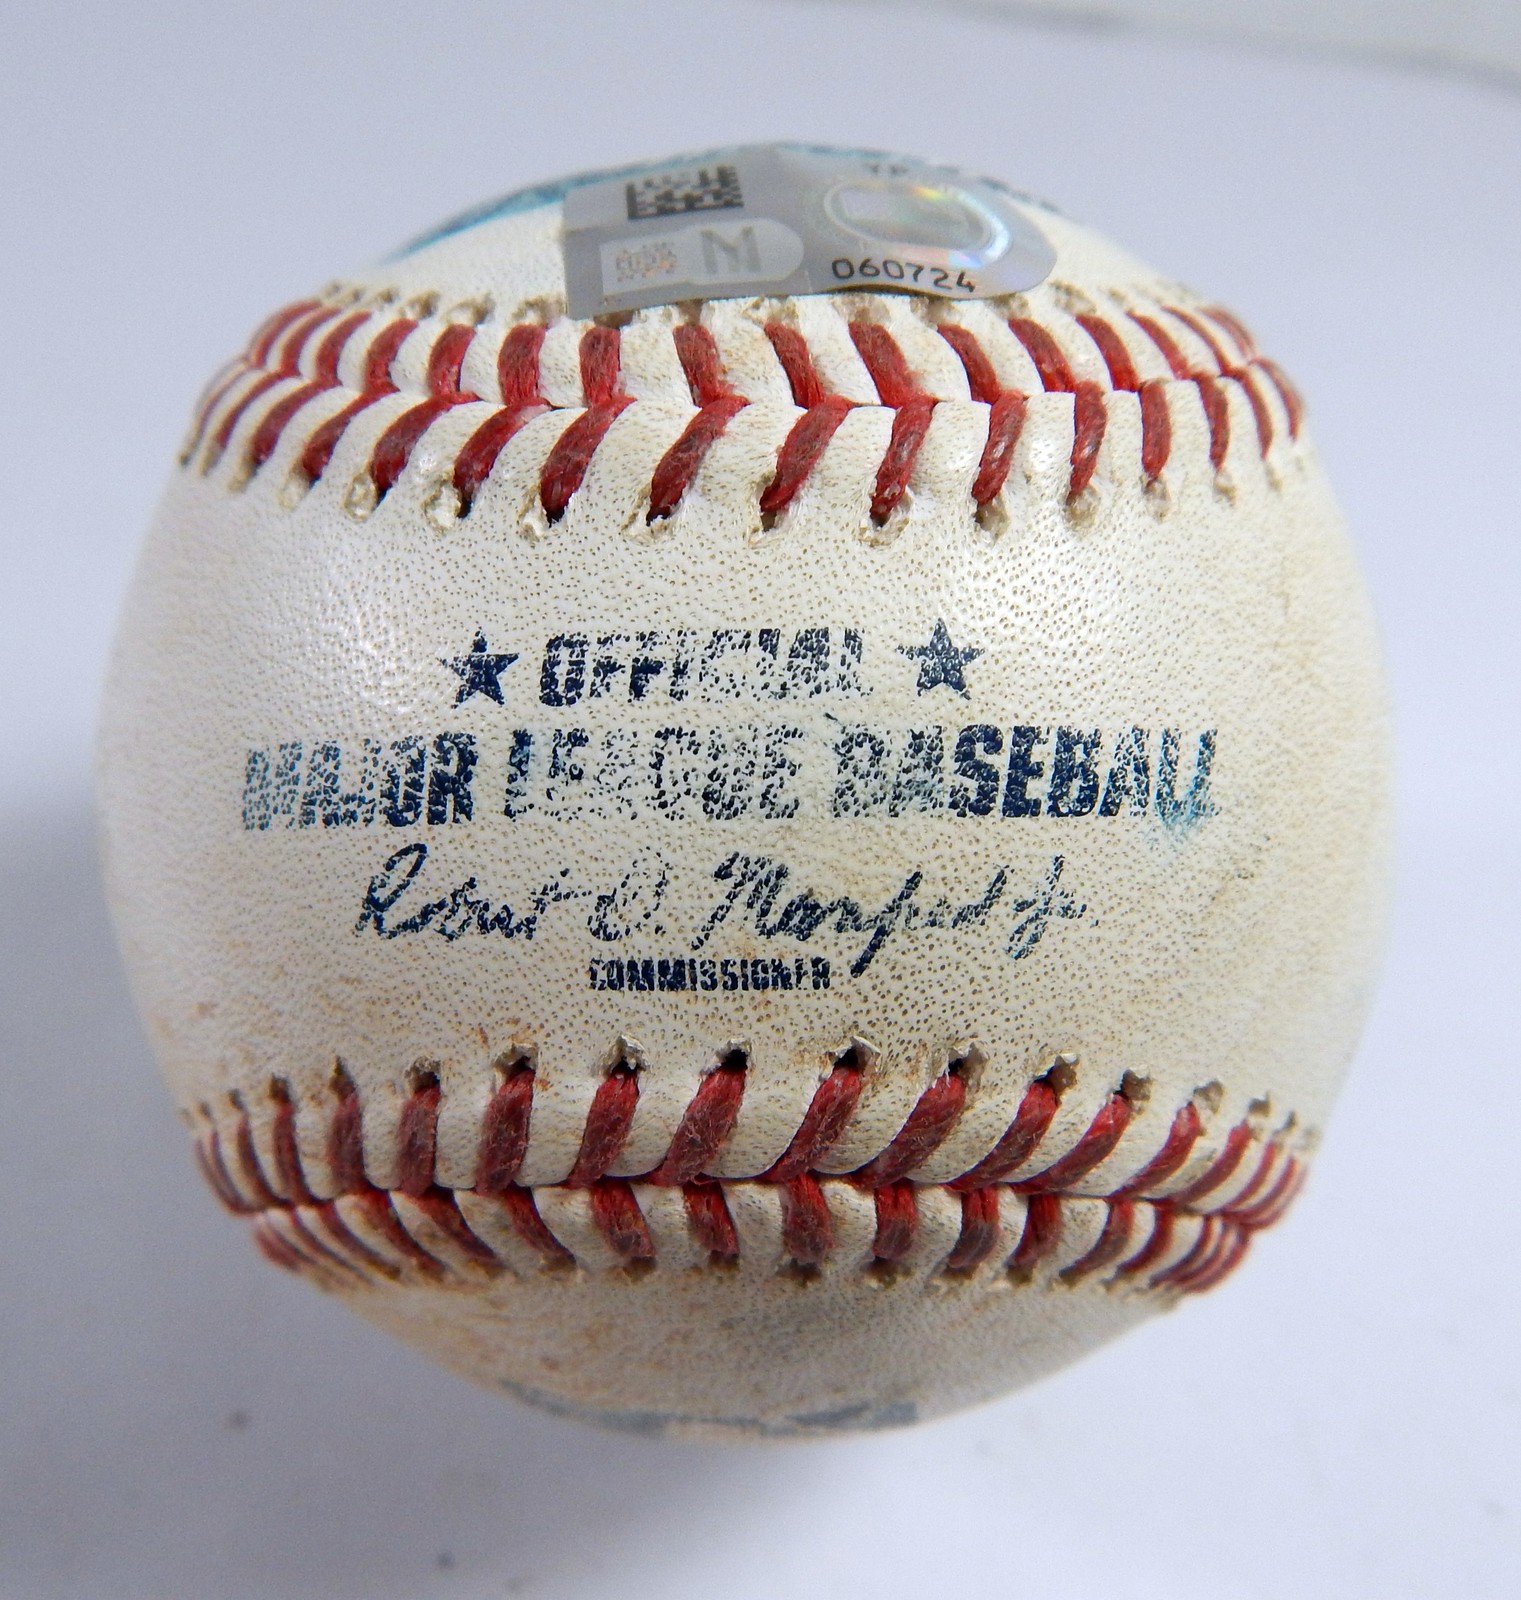 060724
★ OFFICIAL ★
MAJOR LEAGUE BASEBALL
Robert D. Manfred Jr.
COMMISSIONER